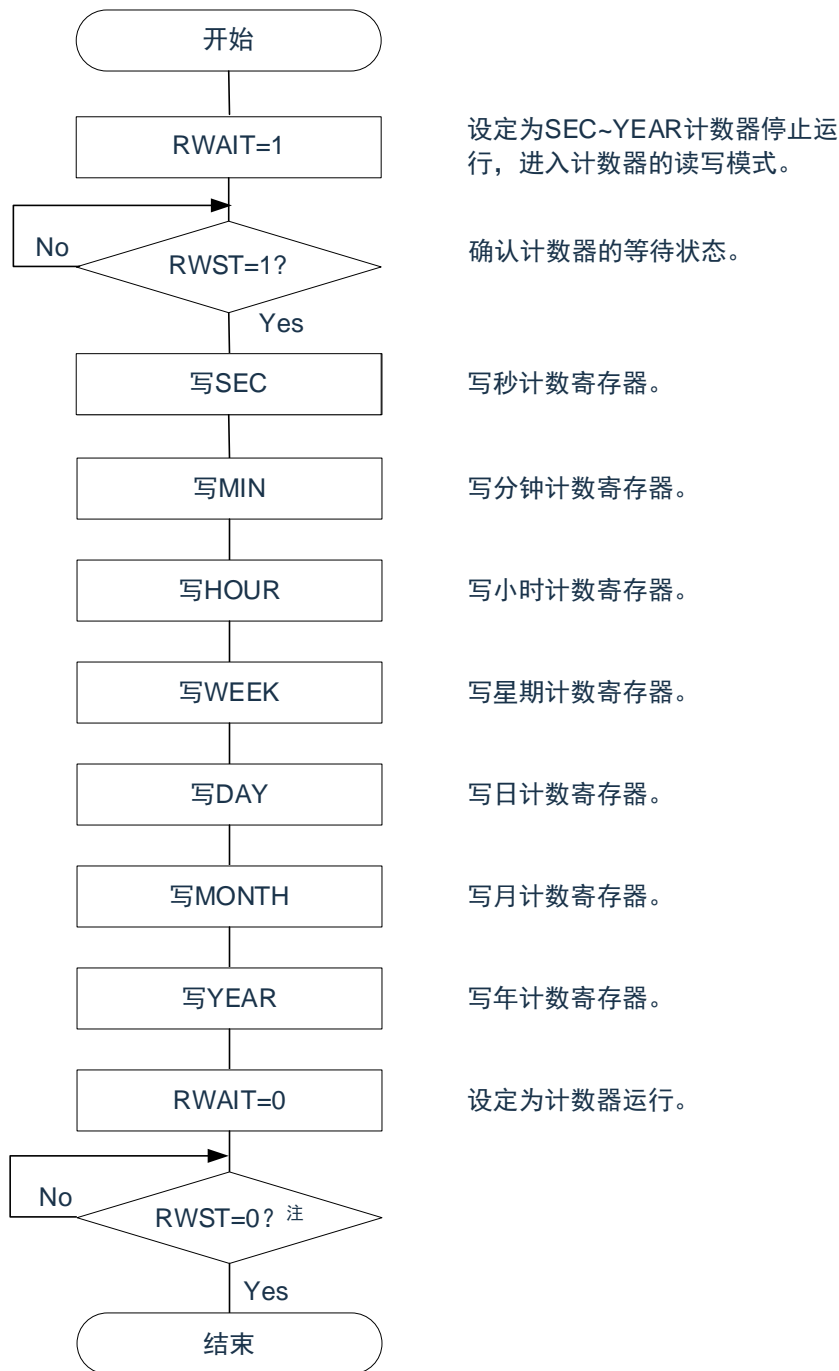 开始
RWAIT=1
设定为SEC~YEAR计数器停止运
行，进入计数器的读写模式。
No
RWST=1?
确认计数器的等待状态。
Yes
写SEC
写秒计数寄存器。
写MIN
写分钟计数寄存器。
写HOUR
写小时计数寄存器。
写WEEK
写星期计数寄存器。
写DAY
写日计数寄存器。
写MONTH
写月计数寄存器。
写YEAR
写年计数寄存器。
RWAIT=0
设定为计数器运行。
No
RWST=0? 注
Yes
结束